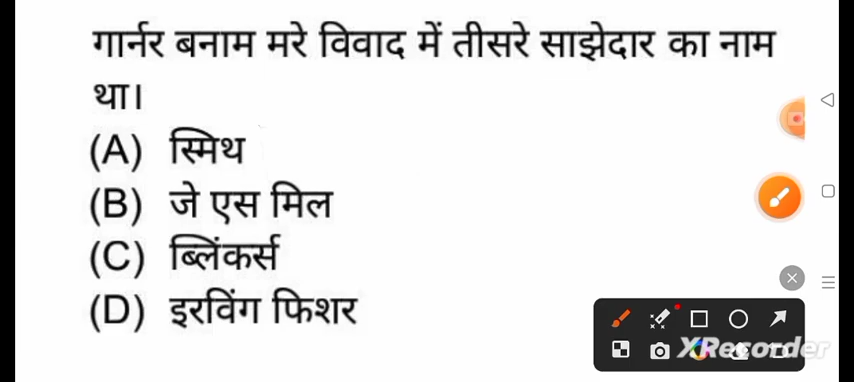 गार्नर बनाम मरे विवाद में तीसरे साझेदार का नाम
था।
(A) स्मिथ
(B) जे एस मिल
(C) ब्लिंकर्स
(D) इरविंग फिशर
XRecorder